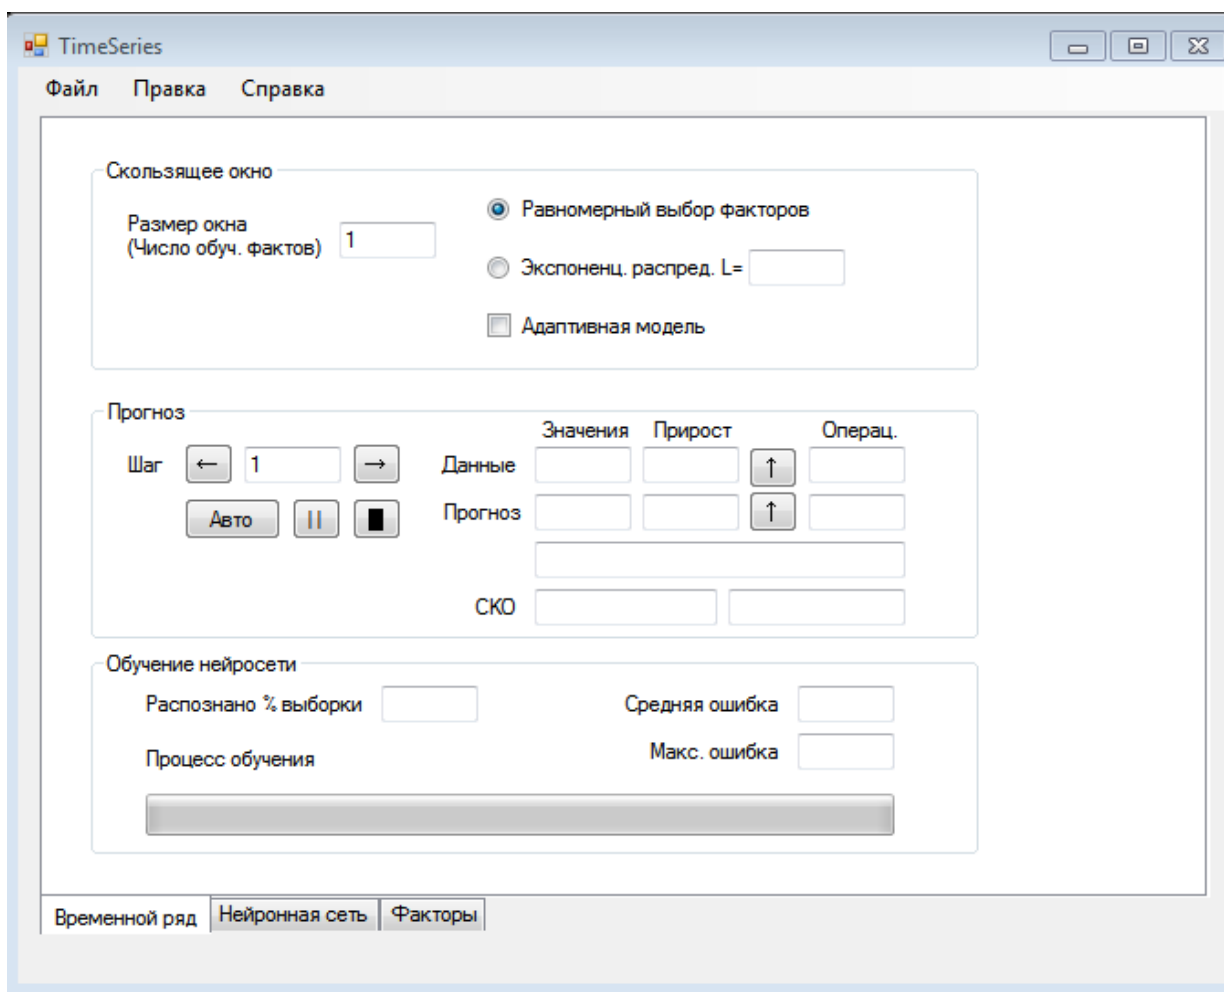 TimeSeries
Файл Правка Справка
Скользящее окно
Размер окна
(Число обуч. фактов) 1
Равномерный выбор факторов
Экспоненц. распред. L=
Адаптивная модель
Прогноз
Значения Прирост Операц.
Шаг ← 1 → Данные ↑
Авто Прогноз ↑
СКО
Обучение нейросети
Распознано % выборки Средняя ошибка
Процесс обучения Макс. ошибка
Временной ряд Нейронная сеть Факторы